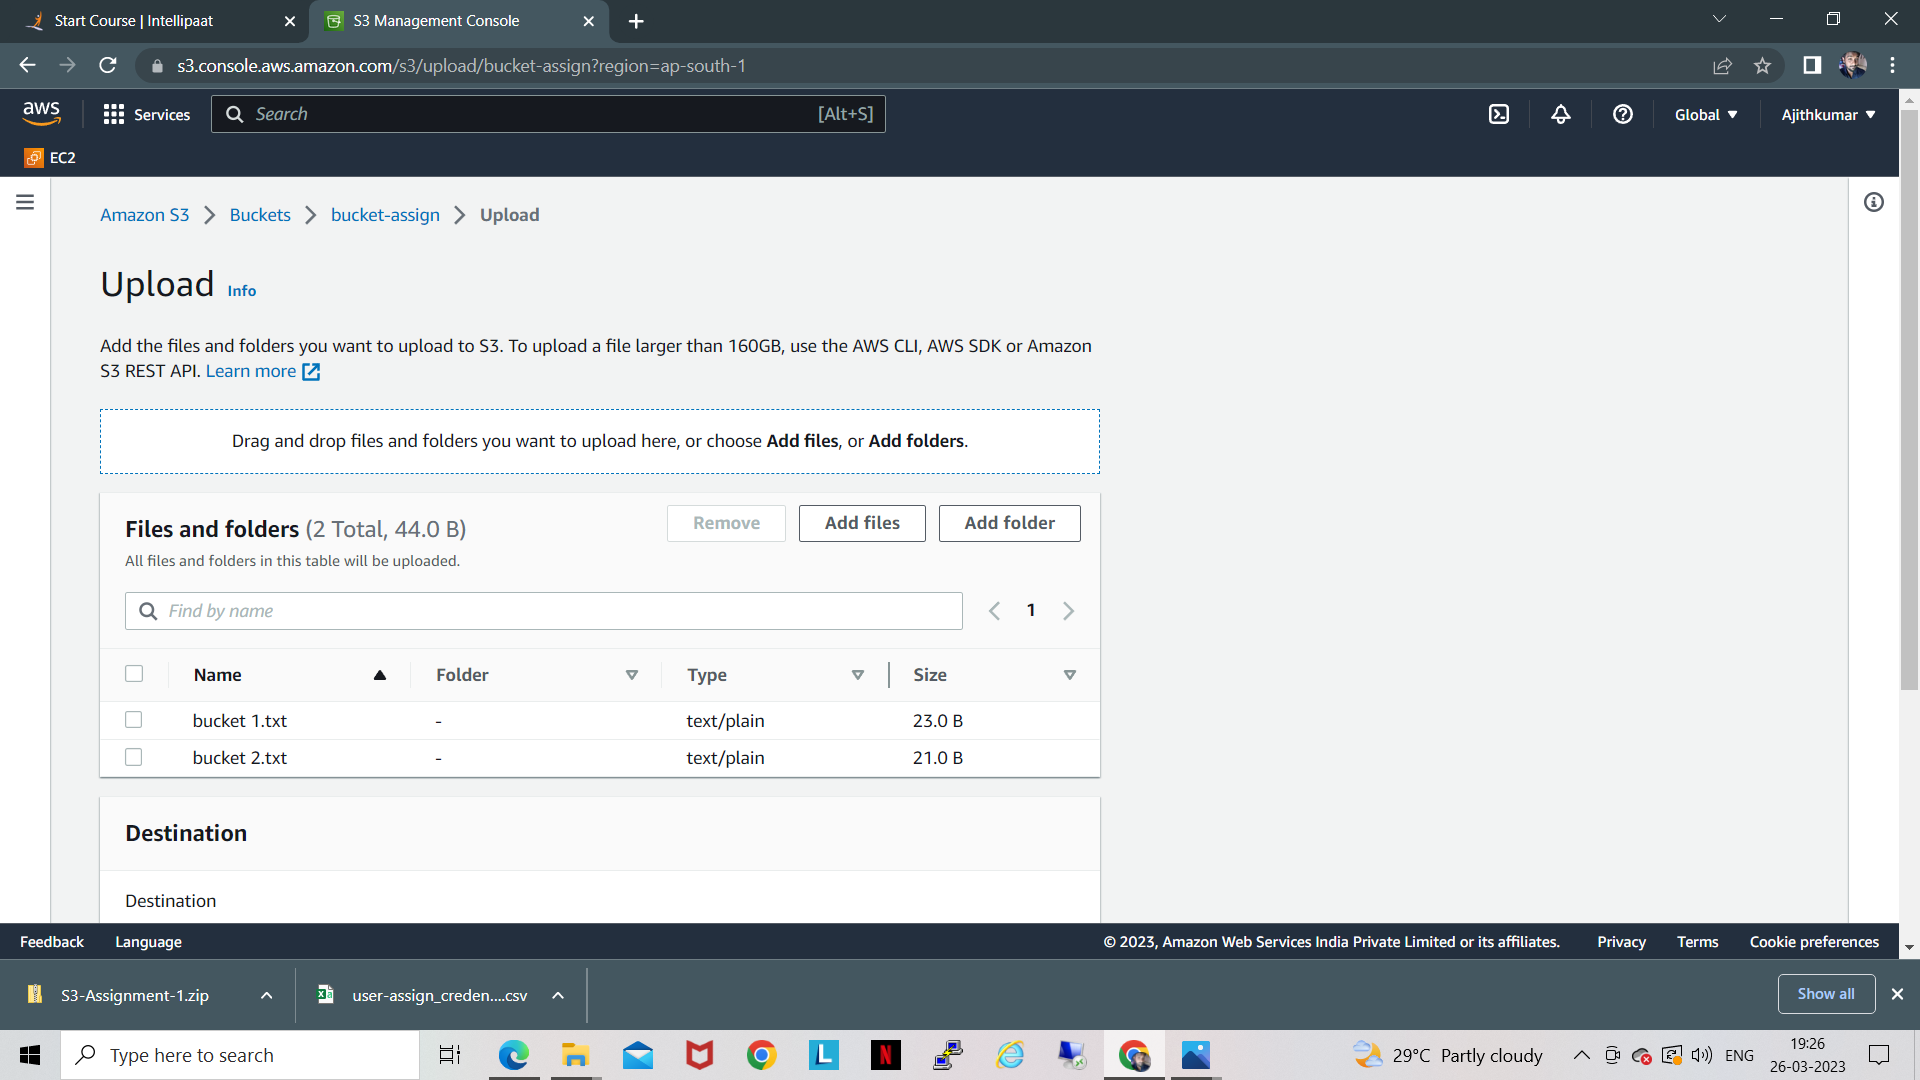 Start Course | Intellipaat
S3 Management Console
s3.console.aws.amazon.com/s3/upload/bucket-assign?region=ap-south-1
aws
Services
Search
[Alt+S]
Global
Ajithkumar
EC2
Amazon S3
Buckets
bucket-assign
Upload
Upload
Info
Add the files and folders you want to upload to S3. To upload a file larger than 160GB, use the AWS CLI, AWS SDK or Amazon
S3 REST API. Learn more
Drag and drop files and folders you want to upload here, or choose Add files, or Add folders.
Files and folders (2 Total, 44.0 B)
Remove
Add files
Add folder
All files and folders in this table will be uploaded.
Find by name
1
Name
Folder
Type
Size
bucket 1.txt
-
text/plain
23.0 B
bucket 2.txt
-
text/plain
21.0 B
Destination
Destination
Feedback
Language
© 2023, Amazon Web Services India Private Limited or its affiliates.
Privacy
Terms
Cookie preferences
S3-Assignment-1.zip
user-assign_creden....csv
Show all
Type here to search
L
N
29°C Partly cloudy
ENG
19:26
26-03-2023